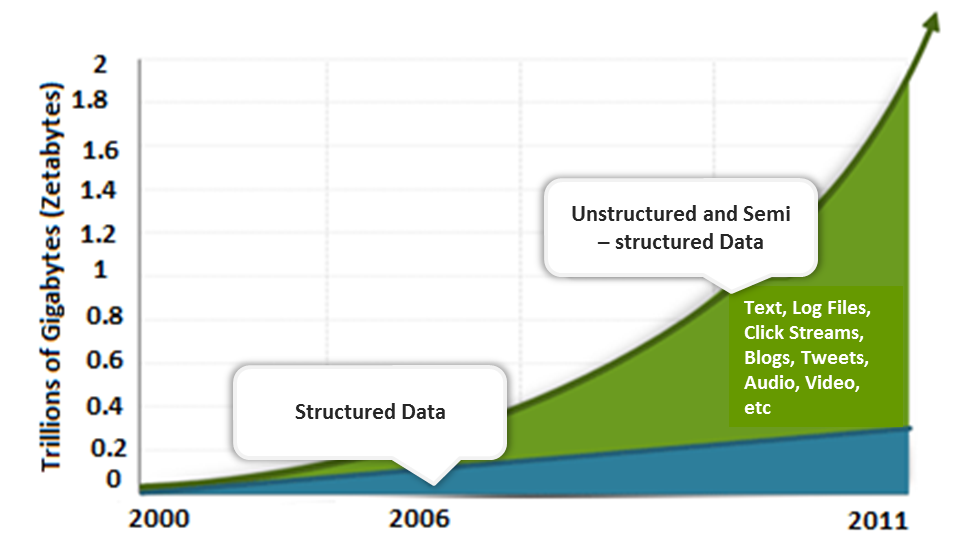 Trillions of Gigabytes (Zetabytes)
2
1.8
1.6
1.4
1.2
1
0.8
0.6
0.4
0.2
0
Unstructured and Semi
– structured Data
Text, Log Files,
Click Streams,
Blogs, Tweets,
Audio, Video,
etc
Structured Data
2000
2006
2011